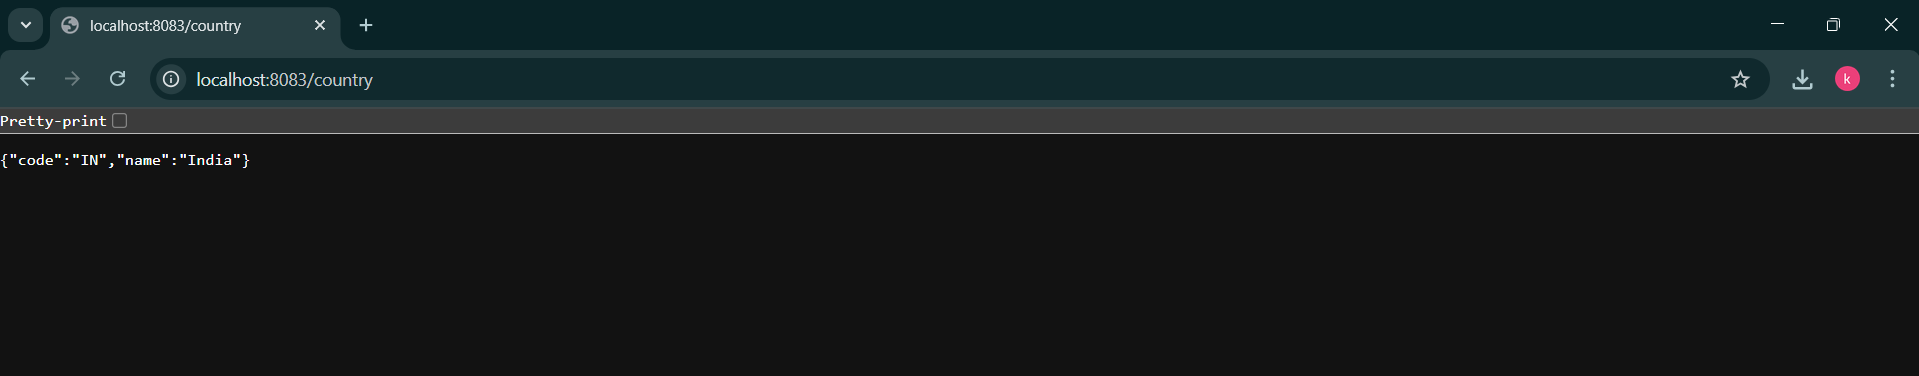 localhost:8083/country
localhost:8083/country
k
Pretty-print
{"code":"IN","name":"India"}